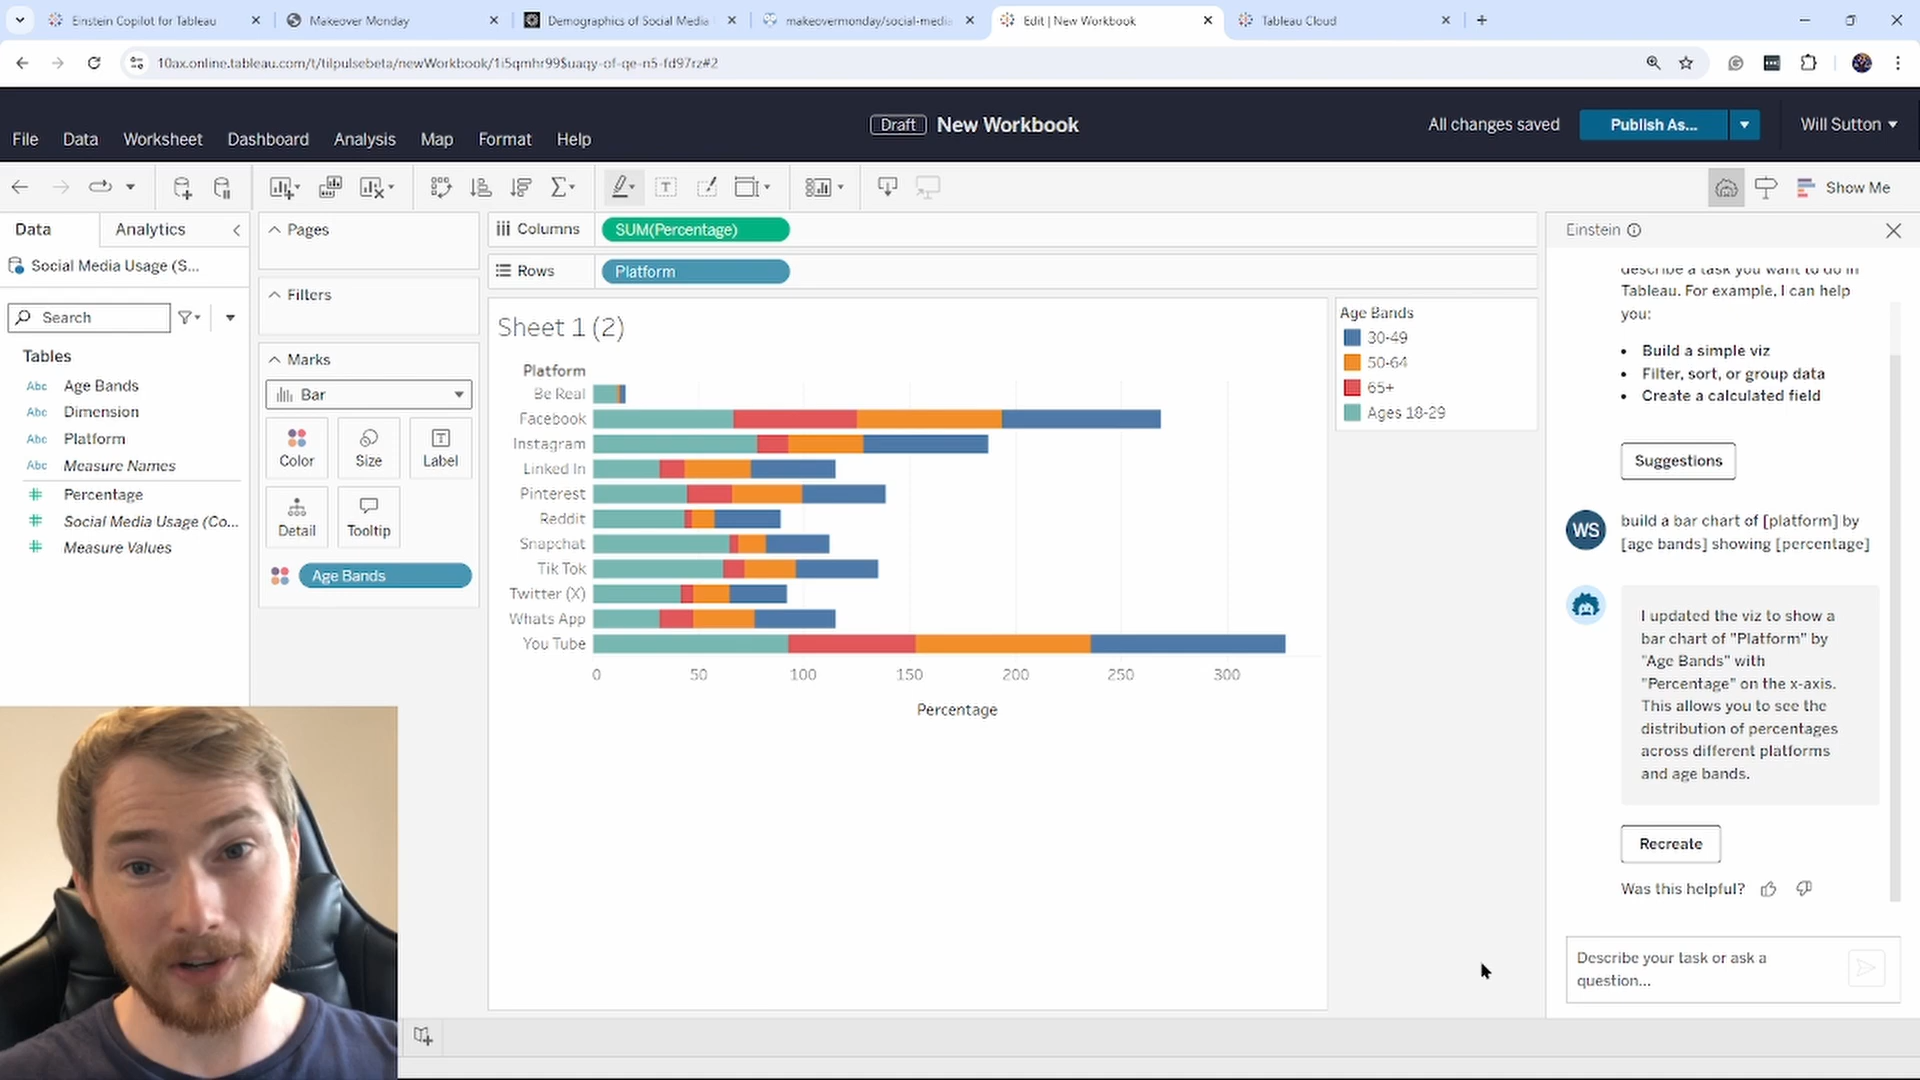 Einstein Copilot for Tableau
Makeover Monday
Demographics of Social Media
makeovermonday/social-media
Edit | New Workbook
Tableau Cloud
10ax.online.tableau.com/t/tilpulsebeta/newWorkbook/1i5qmhr99$uaqy-of-qe-n5-fd97rz#2
File Data Worksheet Dashboard Analysis Map Format Help
Draft New Workbook
All changes saved
Publish As...
Will Sutton
Show Me
Data
Analytics
Social Media Usage (S...
Search
Tables
Abc Age Bands
Abc Dimension
Abc Platform
Abc Measure Names
Percentage
Social Media Usage (Co...
Measure Values
Pages
Filters
Marks
Bar
Color Size Label
Detail Tooltip
Age Bands
Columns
SUM(Percentage)
Rows
Platform
Sheet 1 (2)
Platform
Be Real
Facebook
Instagram
Linked In
Pinterest
Reddit
Snapchat
Tik Tok
Twitter (X)
Whats App
You Tube
0 50 100 150 200 250 300
Percentage
Age Bands
30-49
50-64
65+
Ages 18-29
Einstein
describe a task you want to do in
Tableau. For example, I can help
you:
• Build a simple viz
• Filter, sort, or group data
• Create a calculated field
Suggestions
WS
build a bar chart of [platform] by
[age bands] showing [percentage]
I updated the viz to show a
bar chart of "Platform" by
"Age Bands" with
"Percentage" on the x-axis.
This allows you to see the
distribution of percentages
across different platforms
and age bands.
Recreate
Was this helpful?
Describe your task or ask a
question...